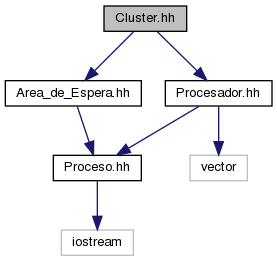 Cluster.hh
Area_de_Espera.hh
Procesador.hh
Proceso.hh
vector
iostream